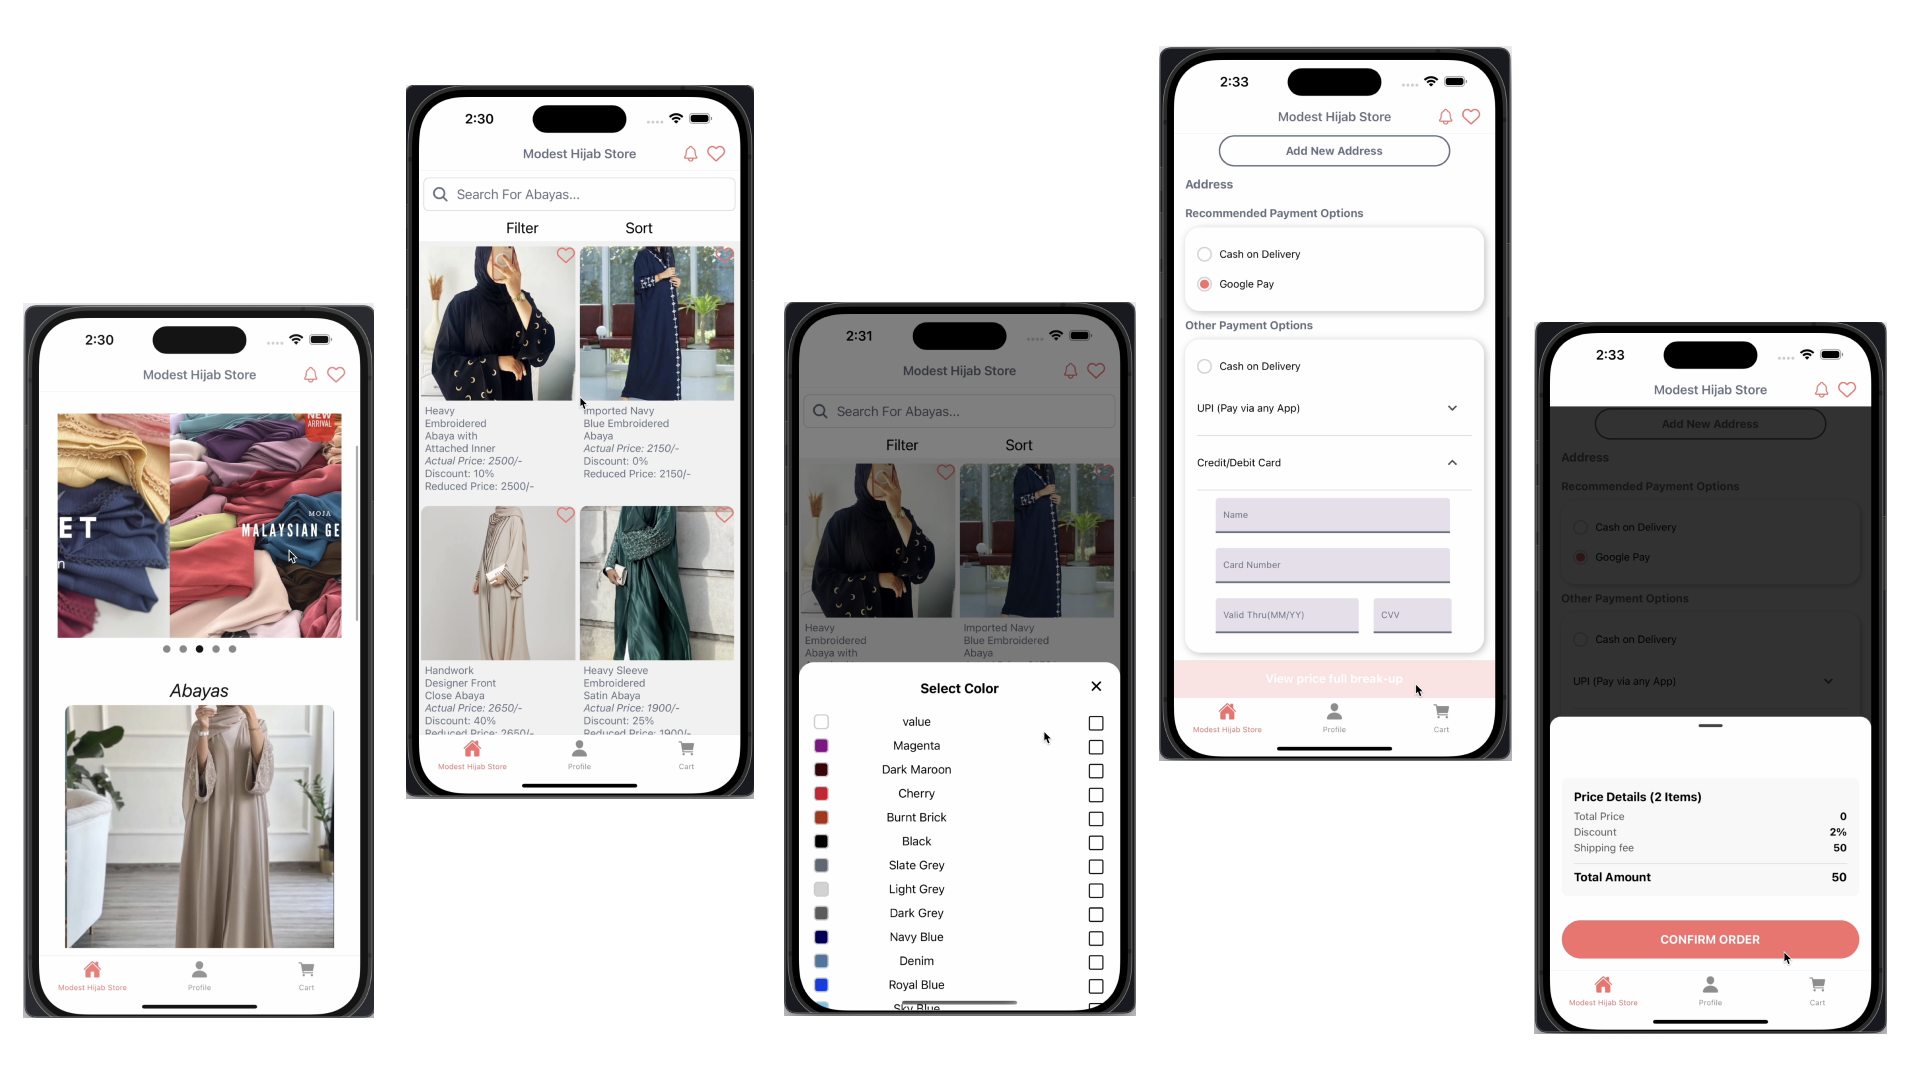 2:30
Modest Hijab Store
NEW
ARRIVAL
ET
n
MOJA
MALAYSIAN GE
Abayas
Modest Hijab Store
Profile
Cart
2:30
Modest Hijab Store
Search For Abayas...
Filter
Sort
Heavy
Embroidered
Abaya with
Attached Inner
Actual Price: 2500/-
Discount: 10%
Reduced Price: 2500/-
Imported Navy
Blue Embroidered
Abaya
Actual Price: 2150/-
Discount: 0%
Reduced Price: 2150/-
Handwork
Designer Front
Close Abaya
Actual Price: 2650/-
Discount: 40%
Reduced Price: 2650/-
Heavy Sleeve
Embroidered
Satin Abaya
Actual Price: 1900/-
Discount: 25%
Reduced Price: 1900/-
Modest Hijab Store
Profile
Cart
2:31
Modest Hijab Store
Search For Abayas...
Filter
Sort
Heavy
Embroidered
Abaya with
Imported Navy
Blue Embroidered
Abaya
Select Color
value
Magenta
Dark Maroon
Cherry
Burnt Brick
Black
Slate Grey
Light Grey
Dark Grey
Navy Blue
Denim
Royal Blue
Sky Blue
2:33
Modest Hijab Store
Add New Address
Address
Recommended Payment Options
Cash on Delivery
Google Pay
Other Payment Options
Cash on Delivery
UPI (Pay via any App)
Credit/Debit Card
Name
Card Number
Valid Thru(MM/YY)
CVV
View price full break-up
Modest Hijab Store
Profile
Cart
2:33
Modest Hijab Store
Add New Address
Address
Recommended Payment Options
Cash on Delivery
Google Pay
Other Payment Options
Cash on Delivery
UPI (Pay via any App)
Price Details (2 Items)
Total Price 0
Discount 2%
Shipping fee 50
Total Amount 50
CONFIRM ORDER
Modest Hijab Store
Profile
Cart